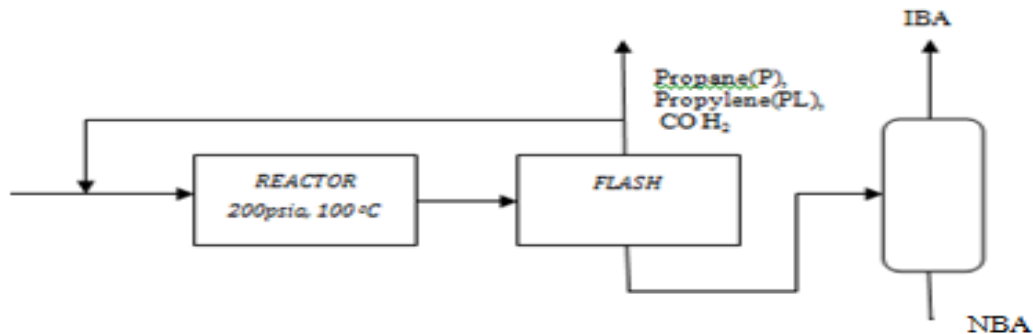 IBA
Propane(P),
Propylene(PL),
CO H₂
REACTOR
200psia, 100 °C
FLASH
NBA